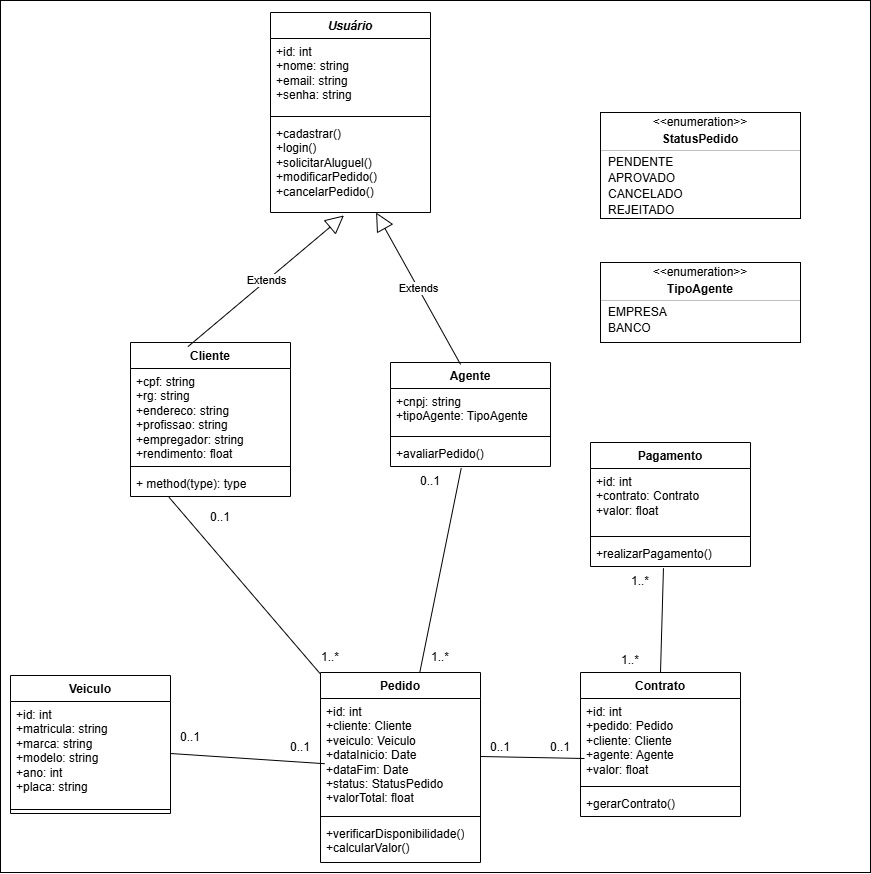 Usuário
+id: int
+nome: string
+email: string
+senha: string
+cadastrar()
+login()
+solicitarAluguel()
+modificarPedido()
+cancelarPedido()
<<enumeration>>
StatusPedido
PENDENTE
APROVADO
CANCELADO
REJEITADO
<<enumeration>>
TipoAgente
EMPRESA
BANCO
Extends
Extends
Cliente
+cpf: string
+rg: string
+endereco: string
+profissao: string
+empregador: string
+rendimento: float
+ method(type): type
Agente
+cnpj: string
+tipoAgente: TipoAgente
+avaliarPedido()
Pagamento
+id: int
+contrato: Contrato
+valor: float
+realizarPagamento()
0..1
0..1
1..*
1..*
1..*
1..*
Veiculo
+id: int
+matricula: string
+marca: string
+modelo: string
+ano: int
+placa: string
0..1
0..1
Pedido
+id: int
+cliente: Cliente
+veiculo: Veiculo
+dataInicio: Date
+dataFim: Date
+status: StatusPedido
+valorTotal: float
+verificarDisponibilidade()
+calcularValor()
0..1
0..1
Contrato
+id: int
+pedido: Pedido
+cliente: Cliente
+agente: Agente
+valor: float
+gerarContrato()